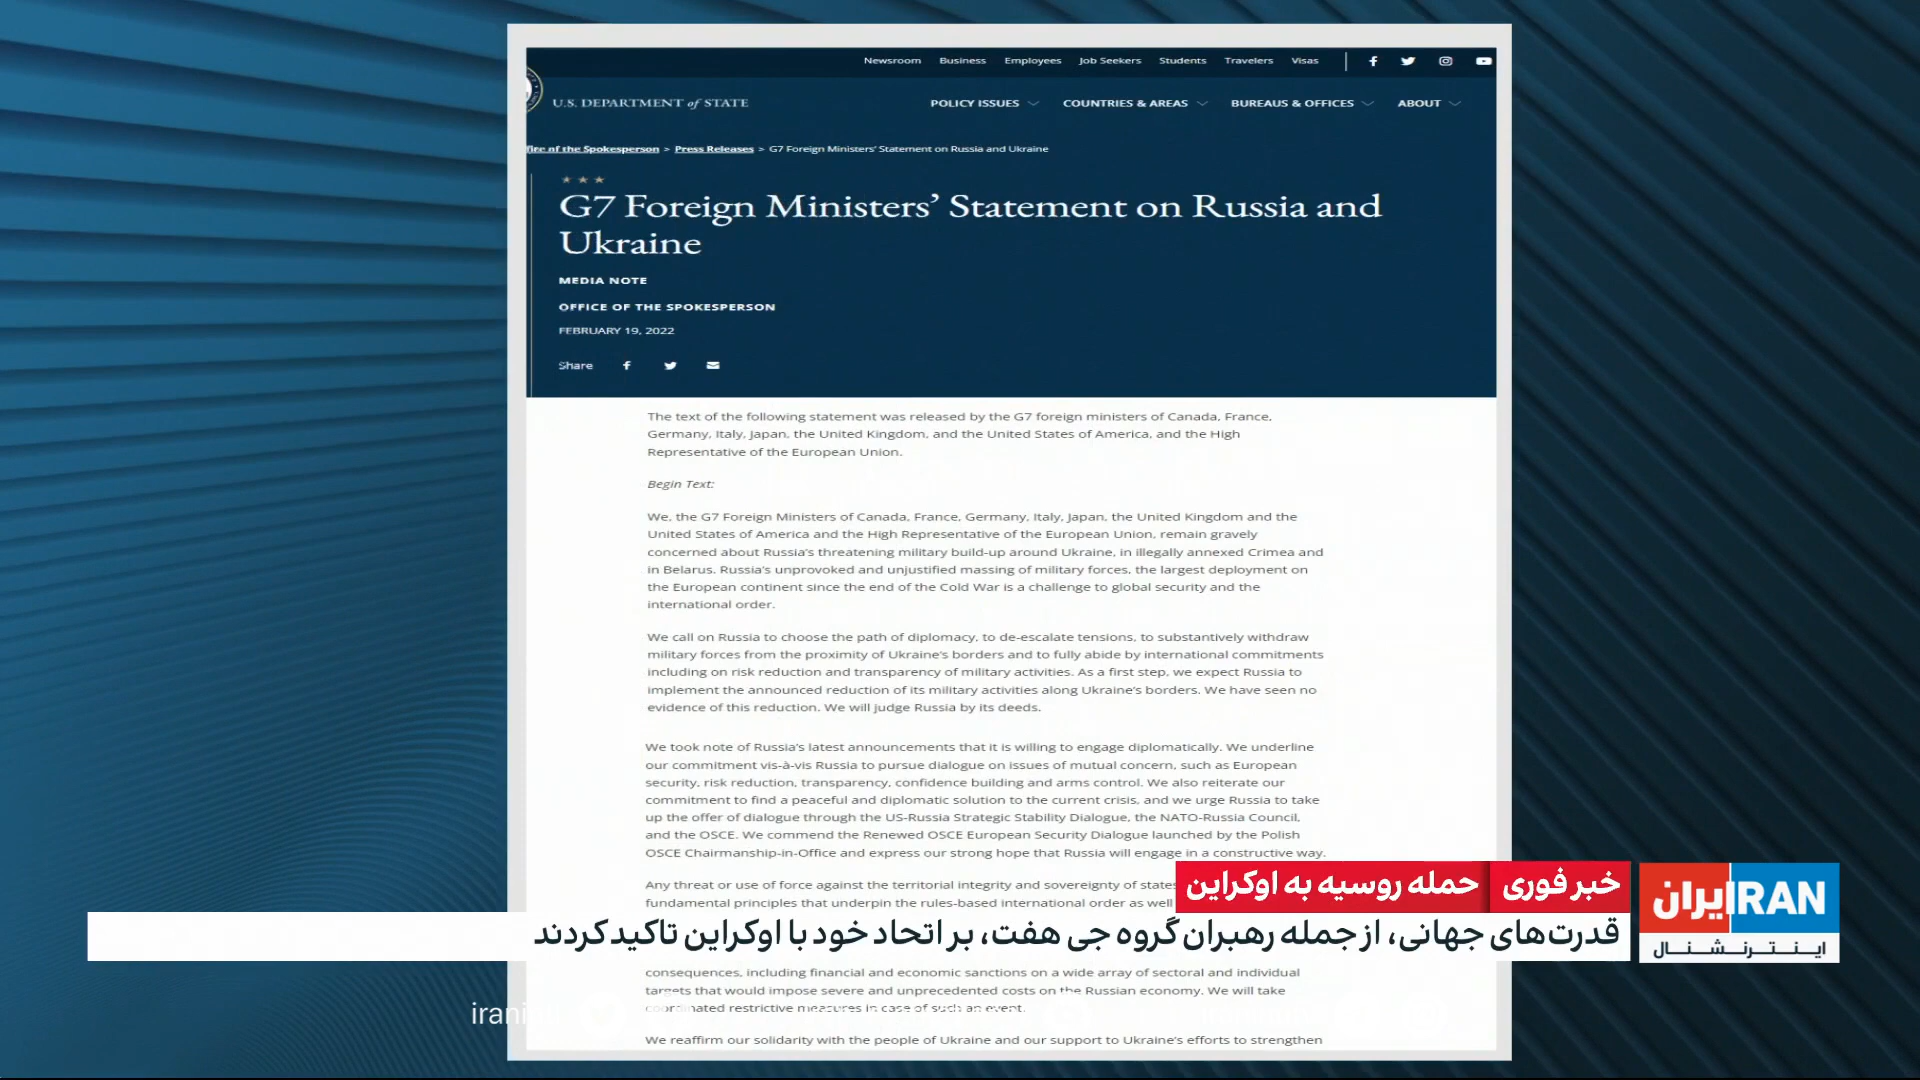 Newsroom Business Employees Job Seekers Students Travelers Visas
U.S. DEPARTMENT of STATE
POLICY ISSUES COUNTRIES & AREAS BUREAUS & OFFICES ABOUT
of the Spokesperson > Press Releases > G7 Foreign Ministers' Statement on Russia and Ukraine
G7 Foreign Ministers' Statement on Russia and
Ukraine
MEDIA NOTE
OFFICE OF THE SPOKESPERSON
FEBRUARY 19, 2022
Share
The text of the following statement was released by the G7 foreign ministers of Canada, France,
Germany, Italy, Japan, the United Kingdom, and the United States of America, and the High
Representative of the European Union.
Begin Text:
We, the G7 Foreign Ministers of Canada, France, Germany, Italy, Japan, the United Kingdom and the
United States of America and the High Representative of the European Union, remain gravely
concerned about Russia's threatening military build-up around Ukraine, in illegally annexed Crimea and
in Belarus. Russia's unprovoked and unjustified massing of military forces, the largest deployment on
the European continent since the end of the Cold War is a challenge to global security and the
international order.
We call on Russia to choose the path of diplomacy, to de-escalate tensions, to substantively withdraw
military forces from the proximity of Ukraine's borders and to fully abide by international commitments
including on risk reduction and transparency of military activities. As a first step, we expect Russia to
implement the announced reduction of its military activities along Ukraine's borders. We have seen no
evidence of this reduction. We will judge Russia by its deeds.
We took note of Russia's latest announcements that it is willing to engage diplomatically. We underline
our commitment vis-à-vis Russia to pursue dialogue on issues of mutual concern, such as European
security, risk reduction, transparency, confidence building and arms control. We also reiterate our
commitment to find a peaceful and diplomatic solution to the current crisis, and we urge Russia to take
up the offer of dialogue through the US-Russia Strategic Stability Dialogue, the NATO-Russia Council,
and the OSCE. We commend the Renewed OSCE European Security Dialogue launched by the Polish
OSCE Chairmanship-in-Office and express our strong hope that Russia will engage in a constructive way.
Any threat or use of force against the territorial integrity and sovereignty of states
fundamental principles that underpin the rules-based international order as well
خبر فوری حمله روسیه به اوکراین
قدرت‌های جهانی، از جمله رهبران گروه جی هفت، بر اتحاد خود با اوکراین تاکید کردند
ایران IRAN
اینترنشنال
consequences, including financial and economic sanctions on a wide array of sectoral and individual
targets that would impose severe and unprecedented costs on the Russian economy. We will take
coordinated restrictive measures in case of such an event.
We reaffirm our solidarity with the people of Ukraine and our support to Ukraine's efforts to strengthen